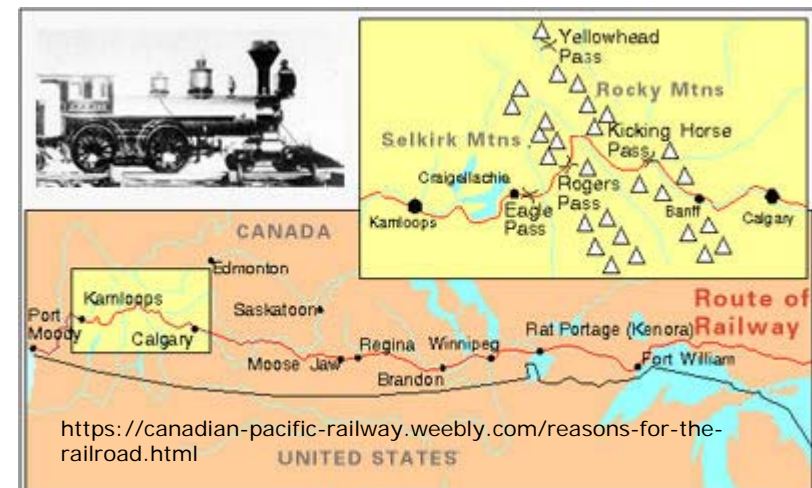 Yellowhead
Pass
Rocky Mtns
Selkirk Mtns
Kicking Horse
Pass
Craigellachie
Rogers
Pass
Eagle
Pass
Kamloops
Banff
Calgary
CANADA
Edmonton
Kamloops
Saskatoon
Port
Moody
Calgary
Route of
Railway
Regina
Winnipeg
Rat Portage (Kenora)
Moose Jaw
Brandon
Fort William
https://canadian-pacific-railway.weebly.com/reasons-for-the-
railroad.html
UNITED STATES